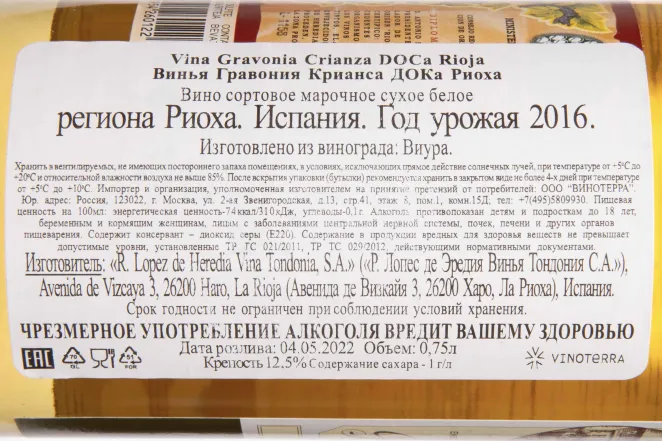 Vina Gravonia Crianza DOCa Rioja
Винья Гравония Крианса ДОКа Риоха
Вино сортовое марочное сухое белое
региона Риоха. Испания. Год урожая 2016.
Изготовлено из винограда: Виура.
Хранить в вентилируемых, не имеющих постороннего запаха помещениях, в условиях, исключающих прямое действие солнечных лучей, при температуре от +5°С до
+20°С и относительной влажности воздуха не выше 85%. После вскрытия упаковки (бутылки) рекомендуется хранить в закрытом виде не более 4-х дней при температуре
от +5°С до +10°С. Импортер и организация, уполномоченная изготовителем на принятие претензий от потребителей: ООО "ВИНОТЕРРА".
Юр. адрес: Россия, 123022, г. Москва, ул. 2-ая Звенигородская, д.13, стр.41, этаж 8, пом.1, комн.15Д; тел: +7(495)5809930. Пищевая
ценность на 100мл: энергетическая ценность-74ккал/310кДж, углеводы-0,1г. Алкоголь противопоказан детям и подросткам до 18 лет,
беременным и кормящим женщинам, лицам с заболеваниями центральной нервной системы, почек, печени и других органов
пищеварения. Содержит консервант – диоксид серы (Е220). Содержание в продукции вредных для здоровья веществ не превышает
допустимые уровни, установленные ТР ТС 021/2011, ТР ТС 029/2012, действующими нормативными документами.
Изготовитель: «R. Lopez de Heredia Vina Tondonia, S.A.» («Р. Лопес де Эредия Винья Тондония С.А.»),
Avenida de Vizcaya 3, 26200 Haro, La Rioja (Авенида де Визкайя 3, 26200 Харо, Ла Риоха), Испания.
Срок годности не ограничен при соблюдении условий хранения.
ЧРЕЗМЕРНОЕ УПОТРЕБЛЕНИЕ АЛКОГОЛЯ ВРЕДИТ ВАШЕМУ ЗДОРОВЬЮ
Дата розлива: 04.05.2022 Объем: 0,75л
Крепость 12,5% Содержание сахара - 1 г/л
EAC
70
GL
51
FOR
VINOTERRA